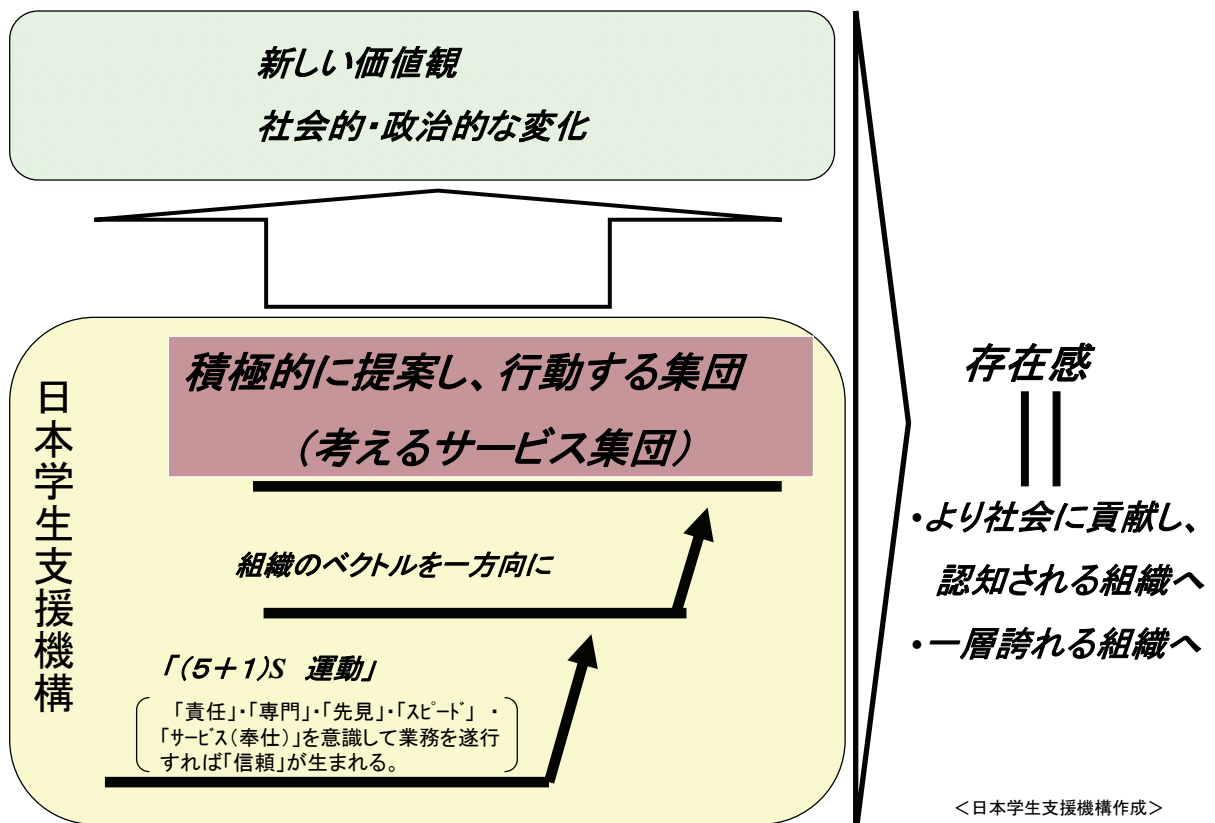 新しい価値観
社会的・政治的な変化
積極的に提案し、行動する集団
（考えるサービス集団）
日本学生支援機構
組織のベクトルを一方向に
「(５＋１)S 運動」
「責任」・「専門」・「先見」・「ｽﾋﾟｰﾄﾞ」・
「ｻｰﾋﾞｽ（奉仕）」を意識して業務を遂行
すれば「信頼」が生まれる。
存在感
・より社会に貢献し、
認知される組織へ
・一層誇れる組織へ
＜日本学生支援機構作成＞